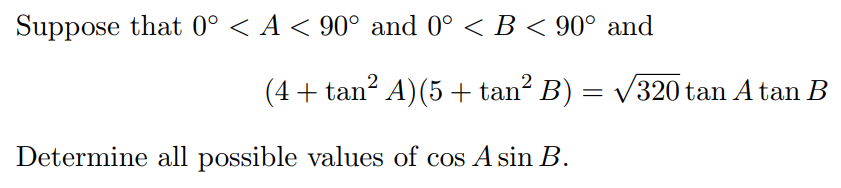 Suppose that 0° < A < 90° and 0° < B < 90° and
(4 + tan² A)(5 + tan² B) = √320 tan A tan B
Determine all possible values of cos A sin B.